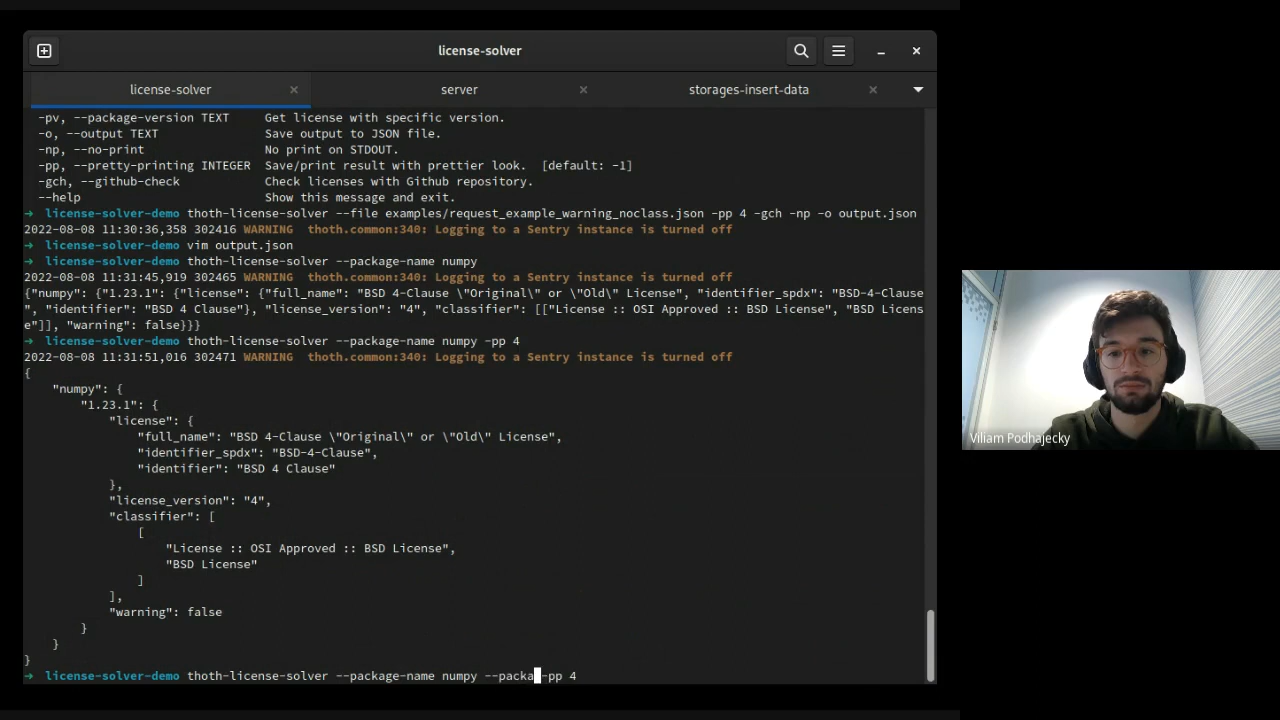 license-solver
license-solver
server
storages-insert-data
-pv, --package-version TEXT Get license with specific version.
-o, --output TEXT Save output to JSON file.
-np, --no-print No print on STDOUT.
-pp, --pretty-printing INTEGER Save/print result with prettier look. [default: -1]
-gch, --github-check Check licenses with Github repository.
--help Show this message and exit.
→ license-solver-demo thoth-license-solver --file examples/request_example_warning_noclass.json -pp 4 -gch -np -o output.json
2022-08-08 11:30:36,358 302416 WARNING thoth.common:340: Logging to a Sentry instance is turned off
→ license-solver-demo vim output.json
→ license-solver-demo thoth-license-solver --package-name numpy
2022-08-08 11:31:45,919 302465 WARNING thoth.common:340: Logging to a Sentry instance is turned off
{"numpy": {"1.23.1": {"license": {"full_name": "BSD 4-Clause \"Original\" or \"Old\" License", "identifier_spdx": "BSD-4-Clause
", "identifier": "BSD 4 Clause"}, "license_version": "4", "classifier": [["License :: OSI Approved :: BSD License", "BSD Licens
e"]], "warning": false}}}
→ license-solver-demo thoth-license-solver --package-name numpy -pp 4
2022-08-08 11:31:51,016 302471 WARNING thoth.common:340: Logging to a Sentry instance is turned off
{
"numpy": {
"1.23.1": {
"license": {
"full_name": "BSD 4-Clause \"Original\" or \"Old\" License",
"identifier_spdx": "BSD-4-Clause",
"identifier": "BSD 4 Clause"
},
"license_version": "4",
"classifier": [
[
"License :: OSI Approved :: BSD License",
"BSD License"
]
],
"warning": false
}
}
}
→ license-solver-demo thoth-license-solver --package-name numpy --packa -pp 4
Viliam Podhajecky